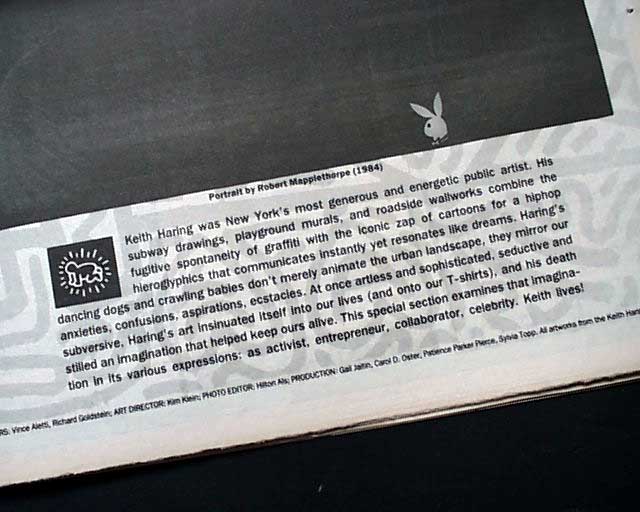 Portrait by Robert Mapplethorpe (1984)
Keith Haring was New York's most generous and energetic public artist. His
subway drawings, playground murals, and roadside wallworks combine the
fugitive spontaneity of graffiti with the iconic zap of cartoons for a hiphop
hieroglyphics that communicates instantly yet resonates like dreams. Haring's
dancing dogs and crawling babies don't merely animate the urban landscape, they mirror our
anxieties, confusions, aspirations, ecstacies. At once artless and sophisticated, seductive and
subversive, Haring's art insinuated itself into our lives (and onto our T-shirts), and his death
stilled an imagination that helped keep ours alive. This special section examines that imagina-
tion in its various expressions: as activist, entrepreneur, collaborator, celebrity. Keith lives!
RS: Vince Aletti, Richard Goldstein; ART DIRECTOR: Kim Klein; PHOTO EDITOR: Hilton Als; PRODUCTION: Gail Jaitin, Carol D. Oster, Patience Parker Pierce, Sylvia Topp. All artworks from the Keith Haring